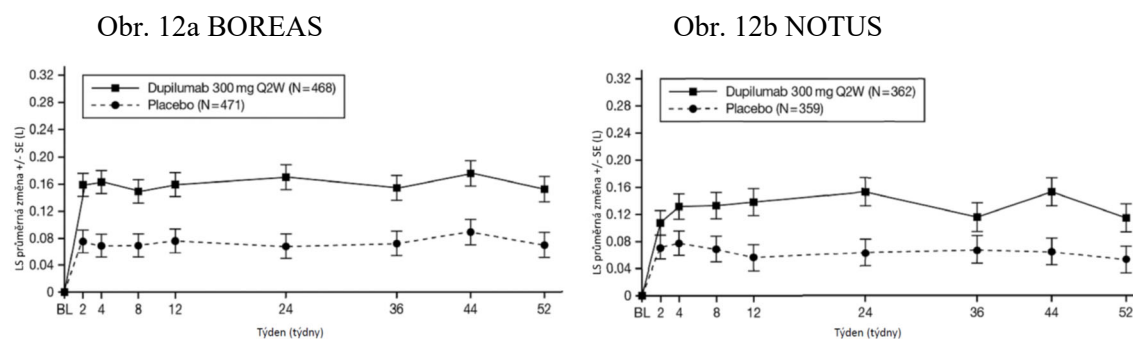 Obr. 12a BOREAS
LS průměrná změna +/- SE (L)
0.32
0.28
0.24
0.20
0.16
0.12
0.08
0.04
0
Dupilumab 300 mg Q2W (N=468)
Placebo (N=471)
BL 2 4 8 12 24 36 44 52
Týden (týdny)
Obr. 12b NOTUS
LS průměrná změna +/- SE (L)
0.32
0.28
0.24
0.20
0.16
0.12
0.08
0.04
0
Dupilumab 300 mg Q2W (N=362)
Placebo (N=359)
BL 2 4 8 12 24 36 44 52
Týden (týdny)